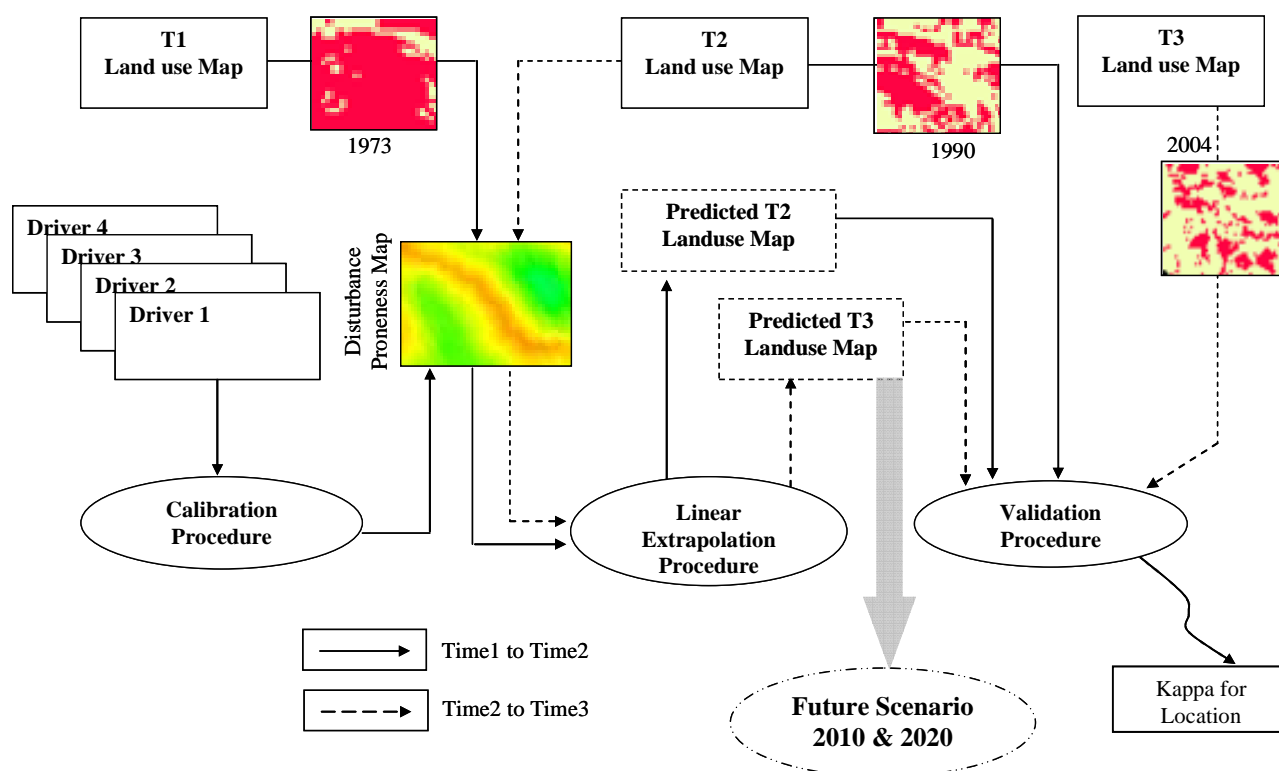 T1
Land use Map
1973
T2
Land use Map
1990
T3
Land use Map
2004
Driver 4
Driver 3
Driver 2
Driver 1
Disturbance
Proneness Map
Predicted T2
Landuse Map
Predicted T3
Landuse Map
Calibration
Procedure
Linear
Extrapolation
Procedure
Validation
Procedure
Time1 to Time2
Time2 to Time3
Future Scenario
2010 & 2020
Kappa for
Location